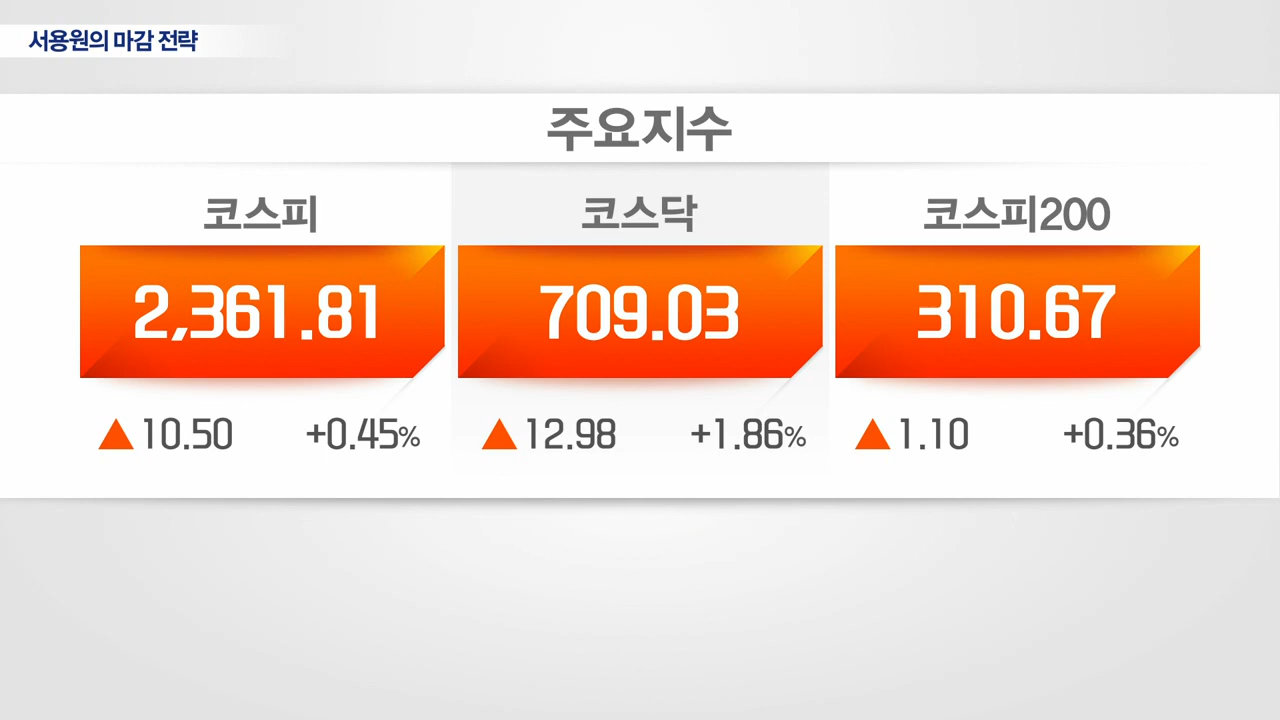 서용원의 마감 전략
주요지수
코스피
2,361.81
▲ 10.50 +0.45%
코스닥
709.03
▲ 12.98 +1.86%
코스피200
310.67
▲ 1.10 +0.36%